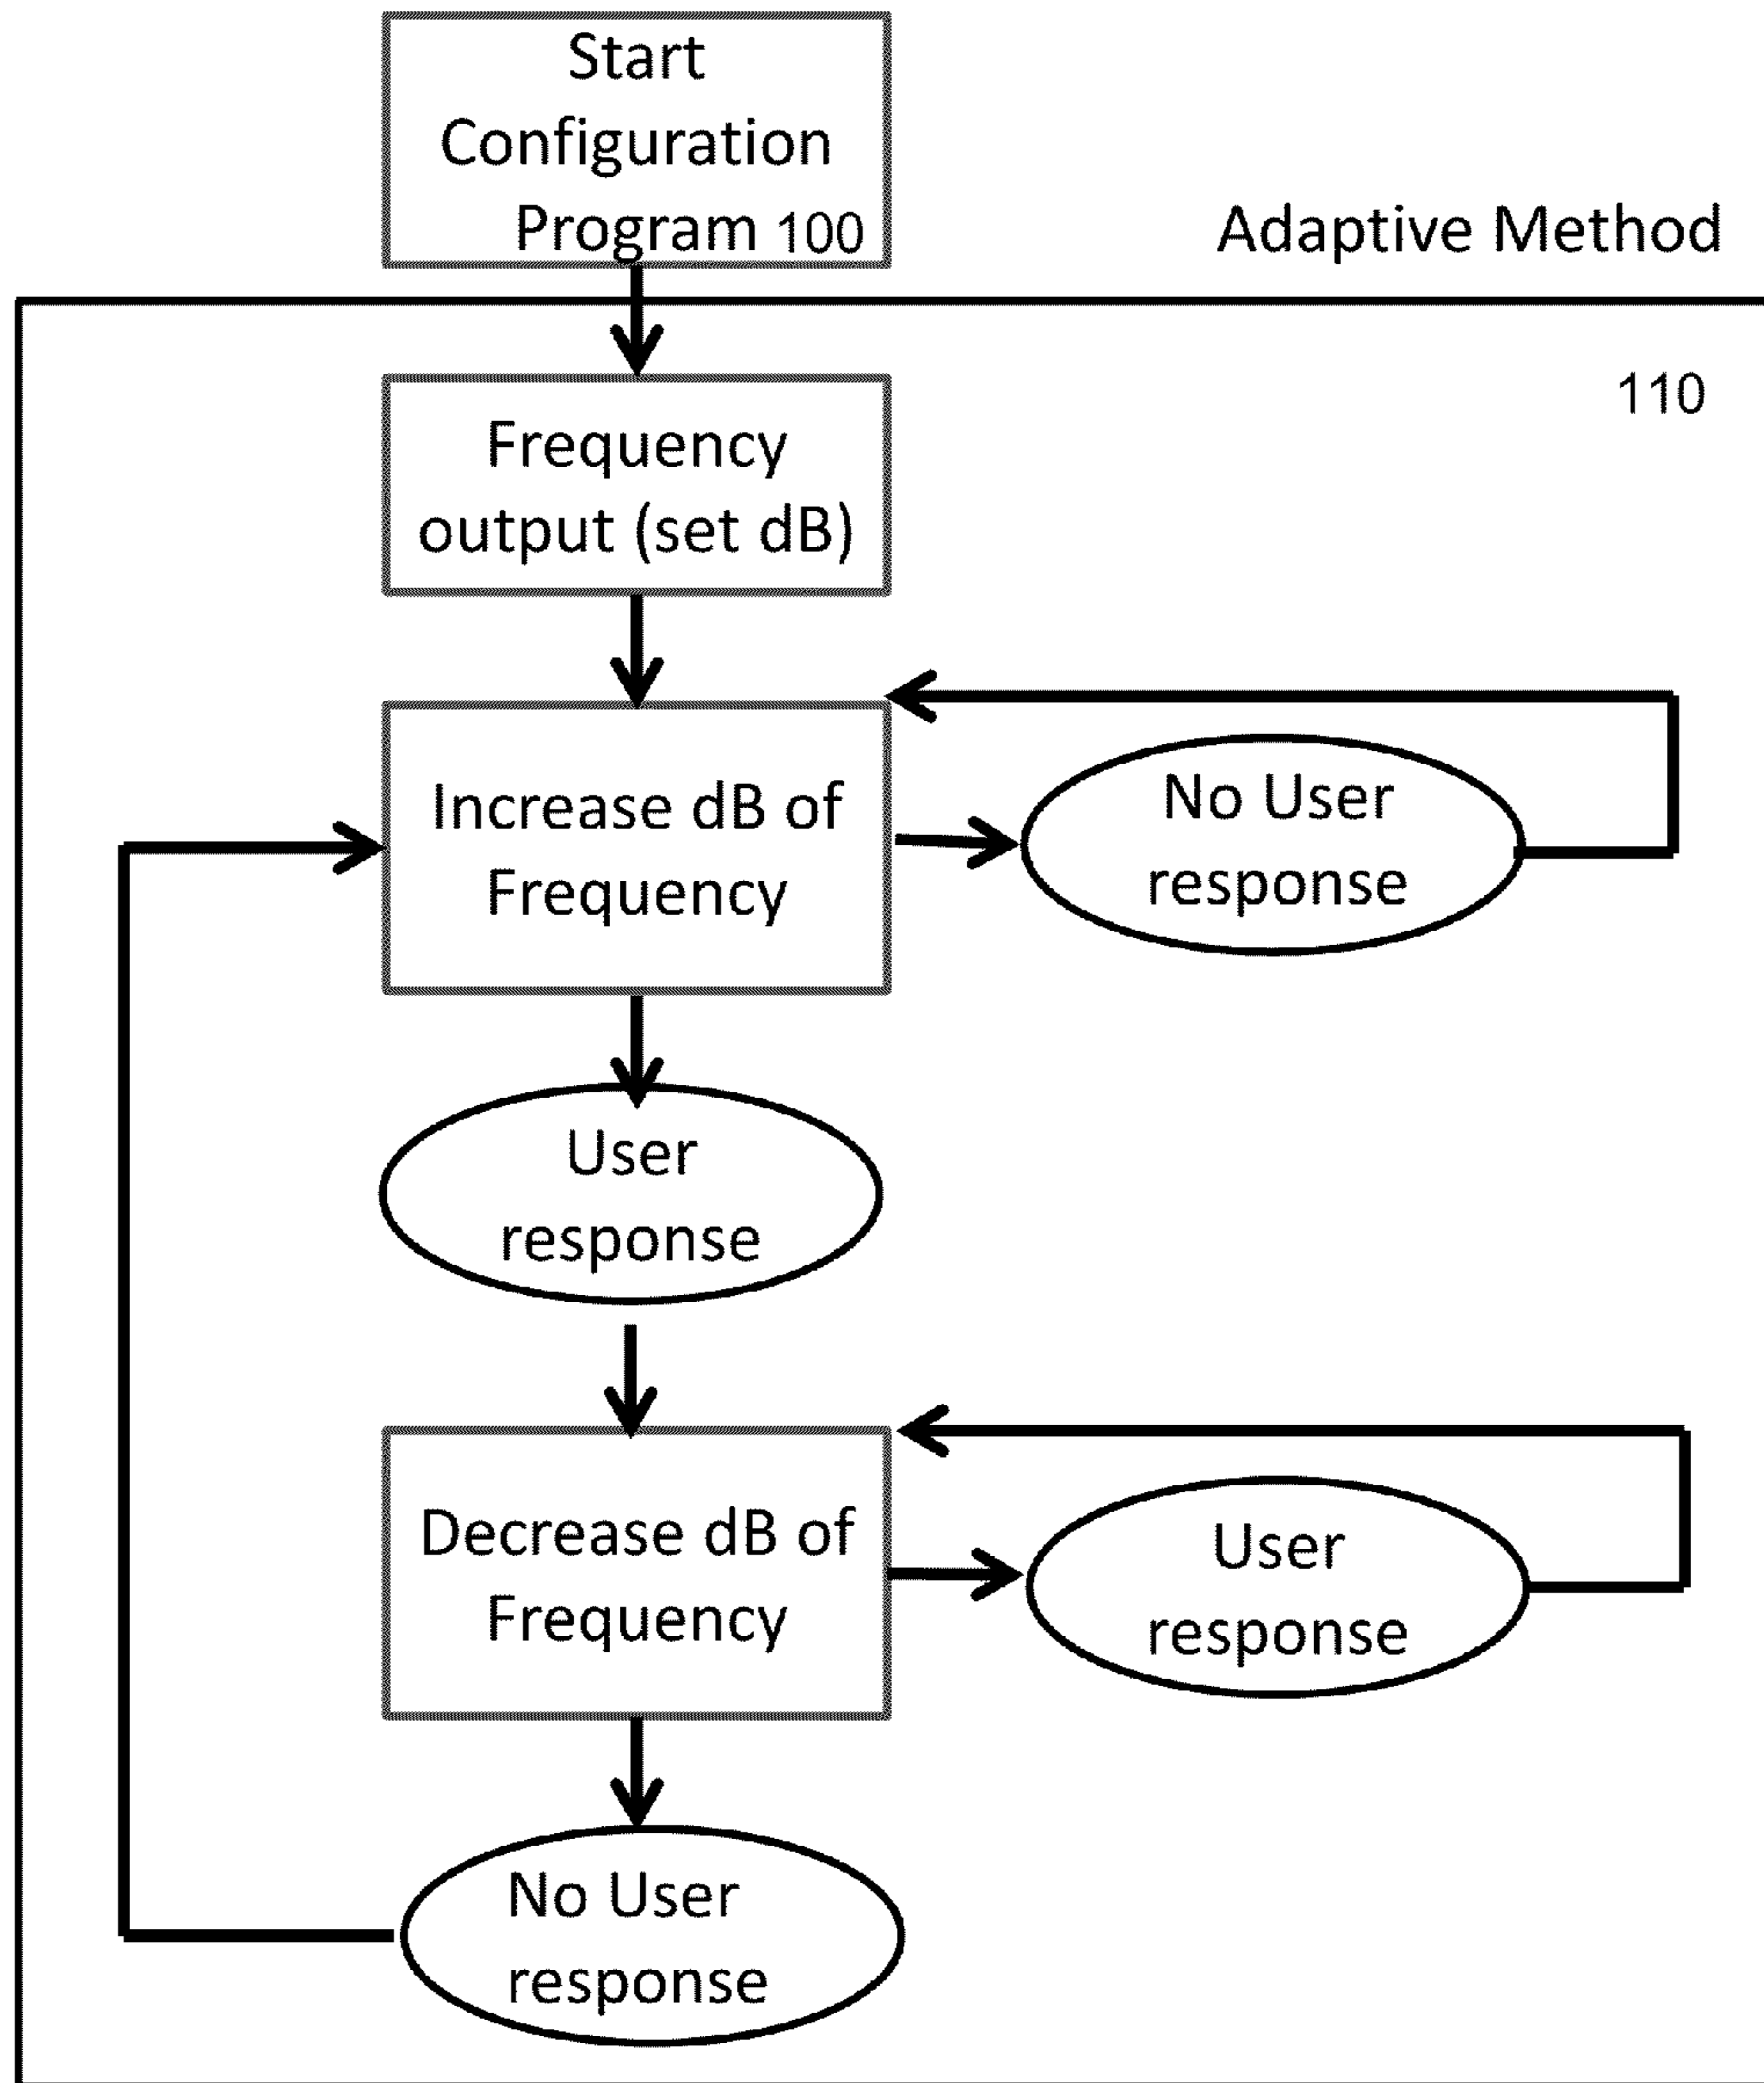 Start
Configuration
Program 100
Adaptive Method
110
Frequency
output (set dB)
Increase dB of
Frequency
No User
response
User
response
Decrease dB of
Frequency
User
response
No User
response